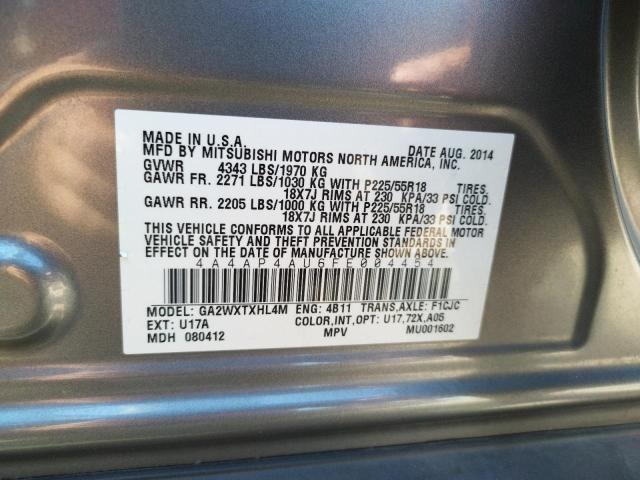 MADE IN U.S.A. DATE AUG. 2014
MFD BY MITSUBISHI MOTORS NORTH AMERICA, INC.
GVWR 4343 LBS/1970 KG
GAWR FR. 2271 LBS/1030 KG WITH P225/55R18 TIRES.
18X7J RIMS AT 230 KPA/33 PSI COLD.
GAWR RR. 2205 LBS/1000 KG WITH P225/55R18 TIRES.
18X7J RIMS AT 230 KPA/33 PSI COLD.
THIS VEHICLE CONFORMS TO ALL APPLICABLE FEDERAL MOTOR
VEHICLE SAFETY AND THEFT PREVENTION STANDARDS IN
EFFECT ON THE DATE OF MANUFACTURE SHOWN ABOVE.
4A4AP4AU6FE004454
MODEL: GA2WXTXHL4M ENG: 4B11 TRANS,AXLE: F1CJC
EXT: U17A COLOR,INT,OPT: U17,72X,A05
MDH 080412 MPV MU001602